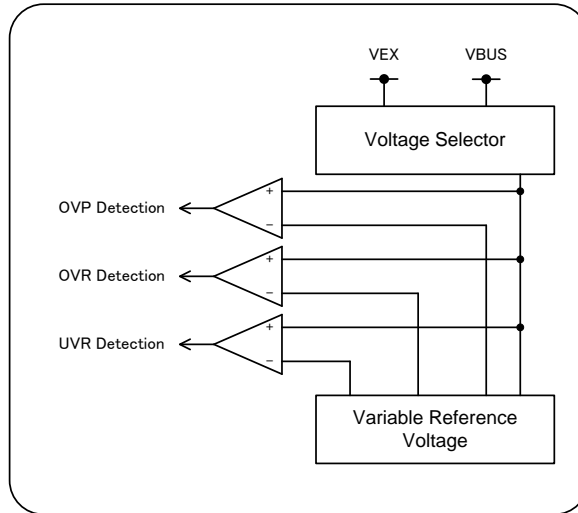 VEX VBUS
Voltage Selector
+
OVP Detection
−
+
OVR Detection
−
+
UVR Detection
−
Variable Reference
Voltage